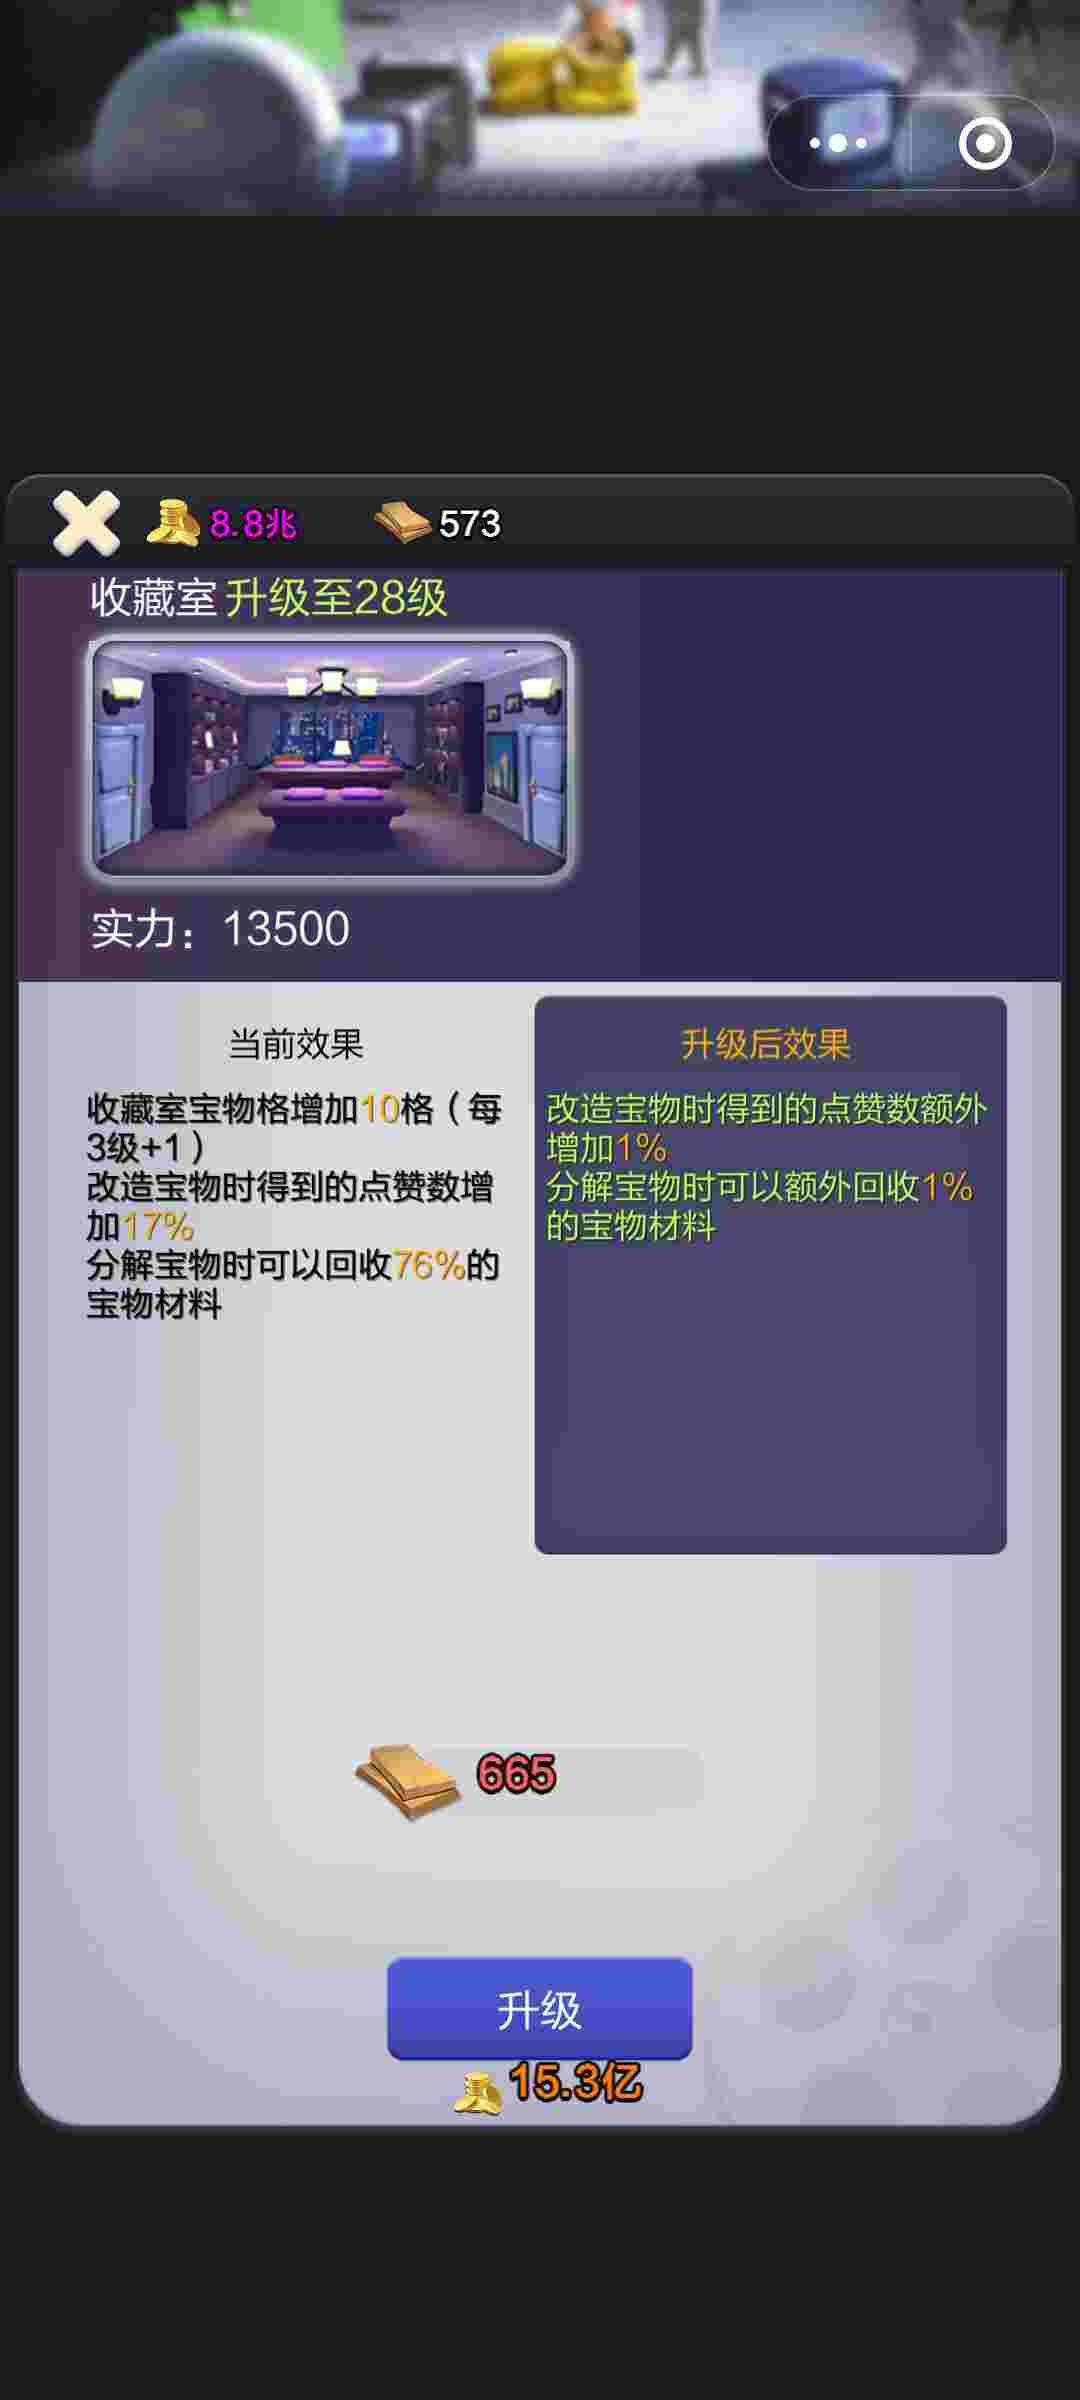 8.8兆 573
收藏室升级至28级
实力：13500
当前效果
收藏室宝物格增加10格（每
3级+1）
改造宝物时得到的点赞数增
加17%
分解宝物时可以回收76%的
宝物材料
升级后效果
改造宝物时得到的点赞数额外
增加1%
分解宝物时可以额外回收1%
的宝物材料
665
升级
15.3亿